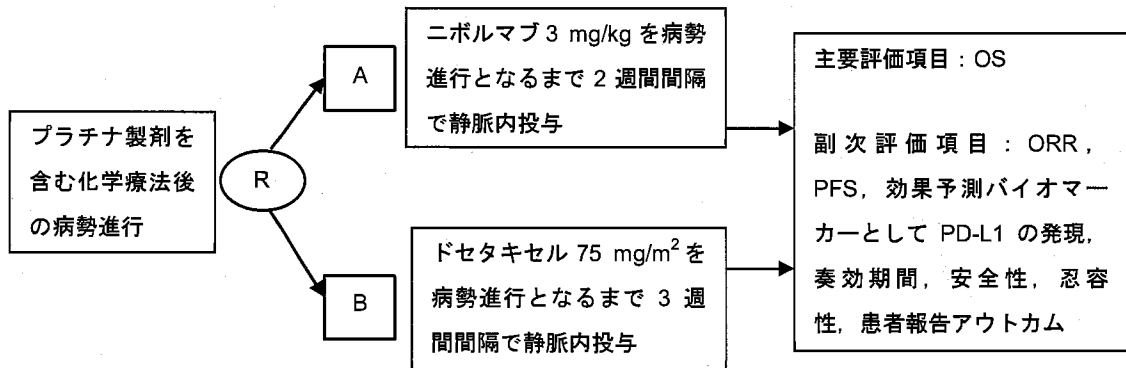 プラチナ製剤を
含む化学療法後
の病勢進行
R
A
ニボルマブ 3 mg/kg を病勢
進行となるまで 2 週間間隔
で静脈内投与
B
ドセタキセル 75 mg/m² を
病勢進行となるまで 3 週
間間隔で静脈内投与
主要評価項目：OS
副次評価項目：ORR，
PFS，効果予測バイオマー
カーとして PD-L1 の発現，
奏効期間，安全性，忍容
性，患者報告アウトカム